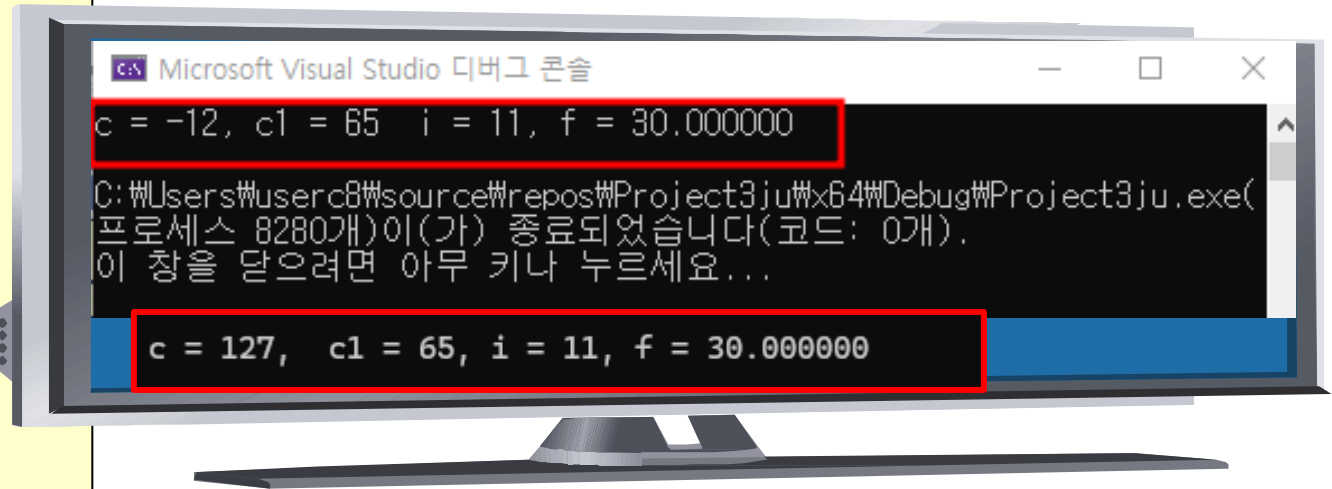 Microsoft Visual Studio 디버그 콘솔
c = -12, c1 = 65  i = 11, f = 30.000000
C:₩Users₩userc8₩source₩repos₩Project3ju₩x64₩Debug₩Project3ju.exe(
프로세스 8280개)이(가) 종료되었습니다(코드: 0개).
이 창을 닫으려면 아무 키나 누르세요...
c = 127,  c1 = 65, i = 11, f = 30.000000